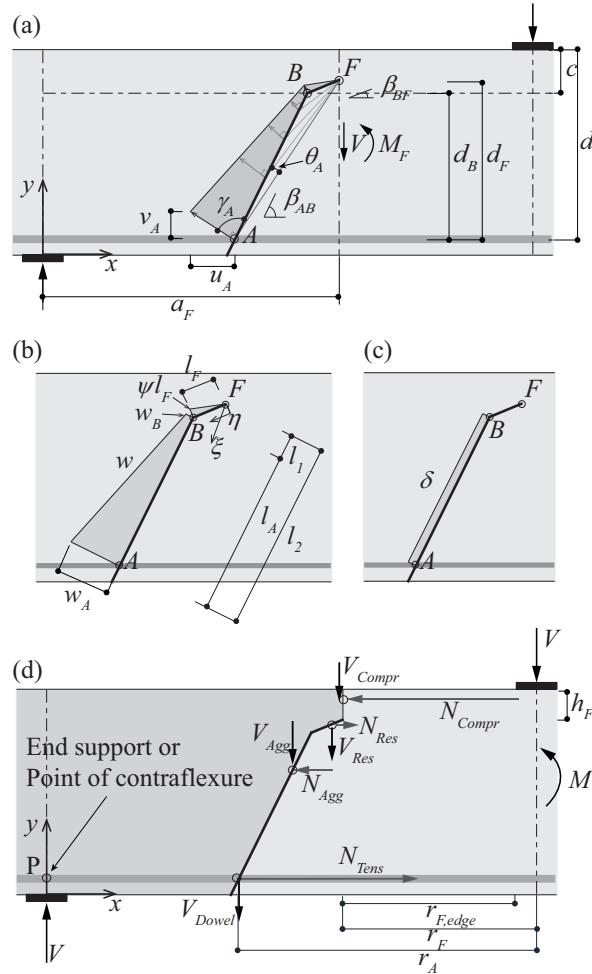 (a)
B
F
β_BF
c
d
V
M_F
d_B
d_F
θ_A
y
v_A
γ_A
β_AB
A
x
u_A
a_F
(b)
l_F
ψl_F
F
w_B
B
η
ξ
w
l_1
l_A
l_2
A
w_A
(c)
F
B
δ
A
(d)
V
V_Compr
N_Compr
h_F
End support or
Point of contraflexure
V_Agg
N_Res
V_Res
N_Agg
M
y
P
N_Tens
x
V_Dowel
r_F,edge
V
r_F
r_A